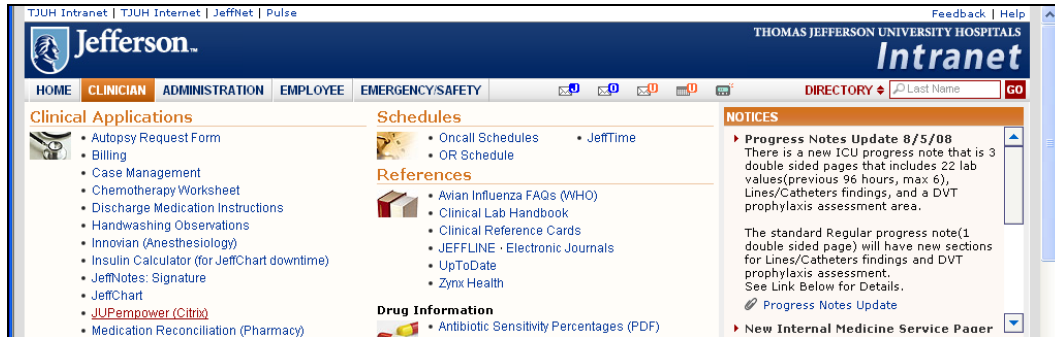 TJUH Intranet | TJUH Internet | JeffNet | Pulse
Feedback | Help
Jefferson™
THOMAS JEFFERSON UNIVERSITY HOSPITALS
Intranet
HOME CLINICIAN ADMINISTRATION EMPLOYEE EMERGENCY/SAFETY
DIRECTORY Last Name GO
Clinical Applications
• Autopsy Request Form
• Billing
• Case Management
• Chemotherapy Worksheet
• Discharge Medication Instructions
• Handwashing Observations
• Innovian (Anesthesiology)
• Insulin Calculator (for JeffChart downtime)
• JeffNotes: Signature
• JeffChart
• JUPempower (Citrix)
• Medication Reconciliation (Pharmacy)
Schedules
• Oncall Schedules
• OR Schedule
• JeffTime
References
• Avian Influenza FAQs (WHO)
• Clinical Lab Handbook
• Clinical Reference Cards
• JEFFLINE · Electronic Journals
• UpToDate
• Zynx Health
Drug Information
• Antibiotic Sensitivity Percentages (PDF)
NOTICES
Progress Notes Update 8/5/08
There is a new ICU progress note that is 3
double sided pages that includes 22 lab
values(previous 96 hours, max 6),
Lines/Catheters findings, and a DVT
prophylaxis assessment area.
The standard Regular progress note(1
double sided page) will have new sections
for Lines/Catheters findings and DVT
prophylaxis assessment.
See Link Below for Details.
Progress Notes Update
New Internal Medicine Service Pager